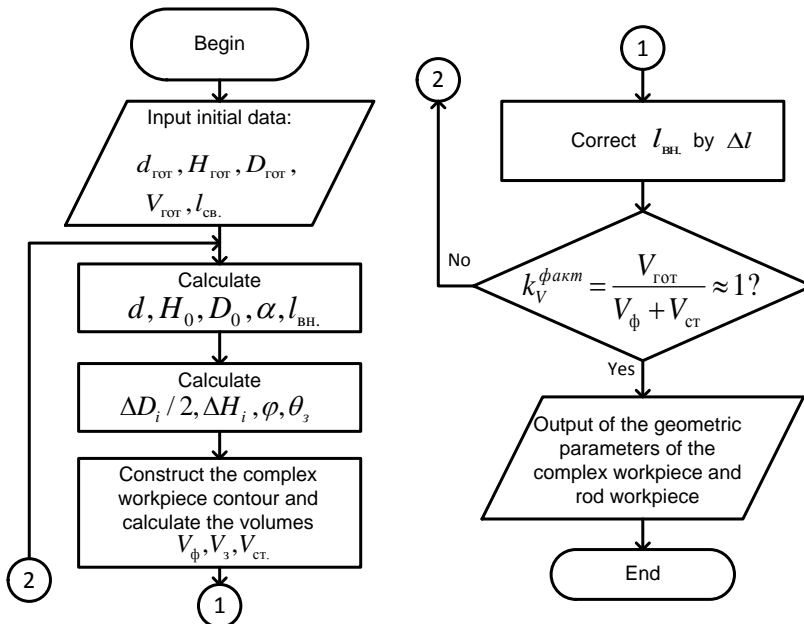 Begin
Input initial data:
d_гот, H_гот, D_гот,
V_гот, l_св.
Calculate
d, H_0, D_0, α, l_вн.
Calculate
ΔD_i / 2, ΔH_i, φ, θ_з
Construct the complex
workpiece contour and
calculate the volumes
V_ф, V_з, V_ст.
2
1
2
1
Correct l_вн. by Δl
No
k_V^факт = V_гот / (V_ф + V_ст) ≈ 1?
Yes
Output of the geometric
parameters of the
complex workpiece and
rod workpiece
End